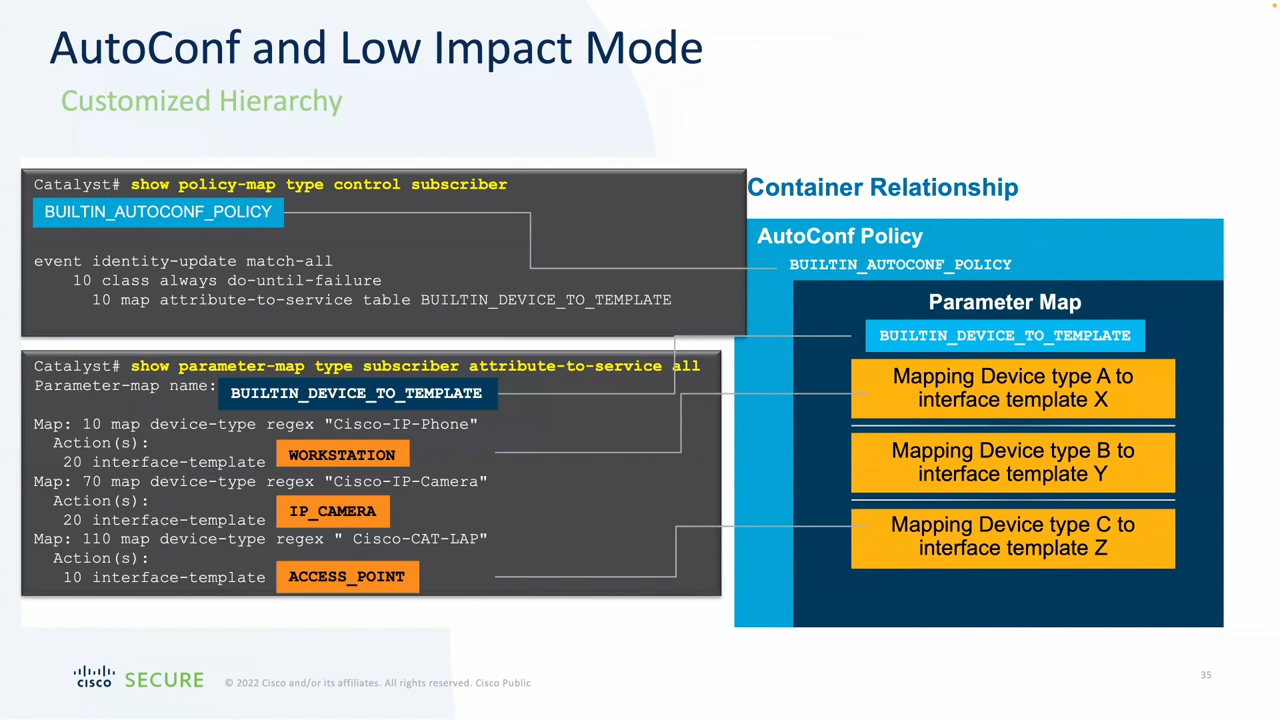 AutoConf and Low Impact Mode
Customized Hierarchy
Catalyst# show policy-map type control subscriber
BUILTIN_AUTOCONF_POLICY
event identity-update match-all
10 class always do-until-failure
10 map attribute-to-service table BUILTIN_DEVICE_TO_TEMPLATE
Catalyst# show parameter-map type subscriber attribute-to-service all
Parameter-map name: BUILTIN_DEVICE_TO_TEMPLATE
Map: 10 map device-type regex "Cisco-IP-Phone"
Action(s):
20 interface-template WORKSTATION
Map: 70 map device-type regex "Cisco-IP-Camera"
Action(s):
20 interface-template IP_CAMERA
Map: 110 map device-type regex " Cisco-CAT-LAP"
Action(s):
10 interface-template ACCESS_POINT
Container Relationship
AutoConf Policy
BUILTIN_AUTOCONF_POLICY
Parameter Map
BUILTIN_DEVICE_TO_TEMPLATE
Mapping Device type A to
interface template X
Mapping Device type B to
interface template Y
Mapping Device type C to
interface template Z
CISCO SECURE
© 2022 Cisco and/or its affiliates. All rights reserved. Cisco Public
35